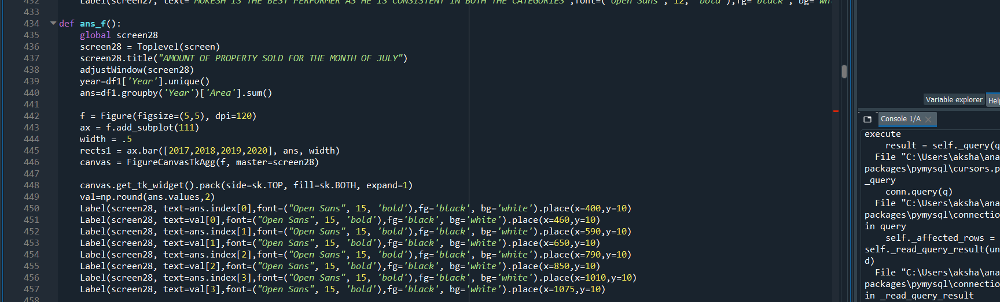 432 Label(screen27, text="MUKESH IS THE BEST PERFORMER AS HE IS CONSISTENT IN BOTH THE CATEGORIES",font=("Open Sans", 12, 'bold'),fg='black', bg='wh
433
434 def ans_f():
435 global screen28
436 screen28 = Toplevel(screen)
437 screen28.title("AMOUNT OF PROPERTY SOLD FOR THE MONTH OF JULY")
438 adjustWindow(screen28)
439 year=df1['Year'].unique()
440 ans=df1.groupby('Year')['Area'].sum()
441
442 f = Figure(figsize=(5,5), dpi=120)
443 ax = f.add_subplot(111)
444 width = .5
445 rects1 = ax.bar([2017,2018,2019,2020], ans, width)
446 canvas = FigureCanvasTkAgg(f, master=screen28)
447
448 canvas.get_tk_widget().pack(side=sk.TOP, fill=sk.BOTH, expand=1)
449 val=np.round(ans.values,2)
450 Label(screen28, text=ans.index[0],font=("Open Sans", 15, 'bold'),fg='black', bg='white').place(x=400,y=10)
451 Label(screen28, text=val[0],font=("Open Sans", 15, 'bold'),fg='black', bg='white').place(x=460,y=10)
452 Label(screen28, text=ans.index[1],font=("Open Sans", 15, 'bold'),fg='black', bg='white').place(x=590,y=10)
453 Label(screen28, text=val[1],font=("Open Sans", 15, 'bold'),fg='black', bg='white').place(x=650,y=10)
454 Label(screen28, text=ans.index[2],font=("Open Sans", 15, 'bold'),fg='black', bg='white').place(x=790,y=10)
455 Label(screen28, text=val[2],font=("Open Sans", 15, 'bold'),fg='black', bg='white').place(x=850,y=10)
456 Label(screen28, text=ans.index[3],font=("Open Sans", 15, 'bold'),fg='black', bg='white').place(x=1010,y=10)
457 Label(screen28, text=val[3],font=("Open Sans", 15, 'bold'),fg='black', bg='white').place(x=1075,y=10)
458
Variable explorer Hel
Console 1/A
execute
result = self._query(q
File "C:\Users\aksha\ana
packages\pymysql\cursors.p
_query
conn.query(q)
File "C:\Users\aksha\ana
packages\pymysql\connectio
in query
self._affected_rows =
self._read_query_result(un
d)
File "C:\Users\aksha\ana
packages\pymysql\connectio
in _read_query_result